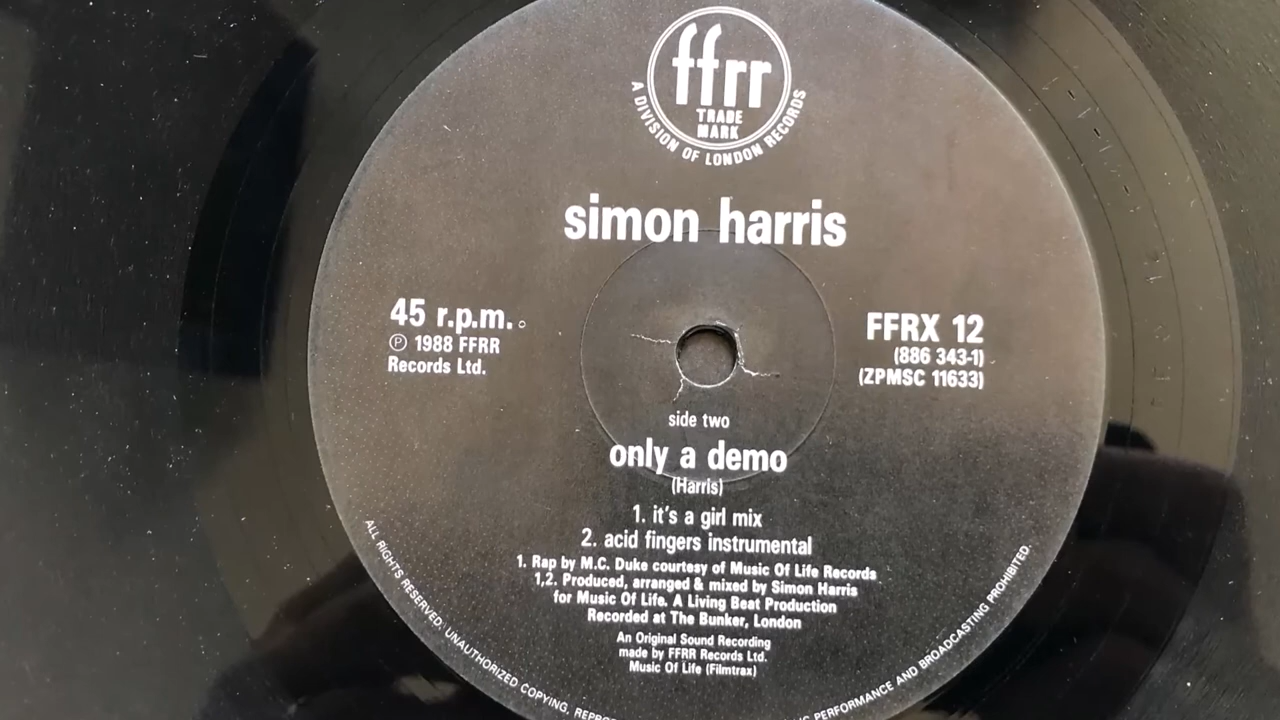 ffrr
TRADE
MARK
A DIVISION OF LONDON RECORDS
simon harris
45 r.p.m.
℗ 1988 FFRR
Records Ltd.
FFRX 12
(886 343-1)
(ZPMSC 11633)
side two
only a demo
(Harris)
1. it's a girl mix
2. acid fingers instrumental
1. Rap by M.C. Duke courtesy of Music Of Life Records
1,2. Produced, arranged & mixed by Simon Harris
for Music Of Life. A Living Beat Production
Recorded at The Bunker, London
An Original Sound Recording
made by FFRR Records Ltd.
Music Of Life (Filmtrax)
ALL RIGHTS RESERVED. UNAUTHORIZED COPYING, PERFORMANCE AND BROADCASTING PROHIBITED.